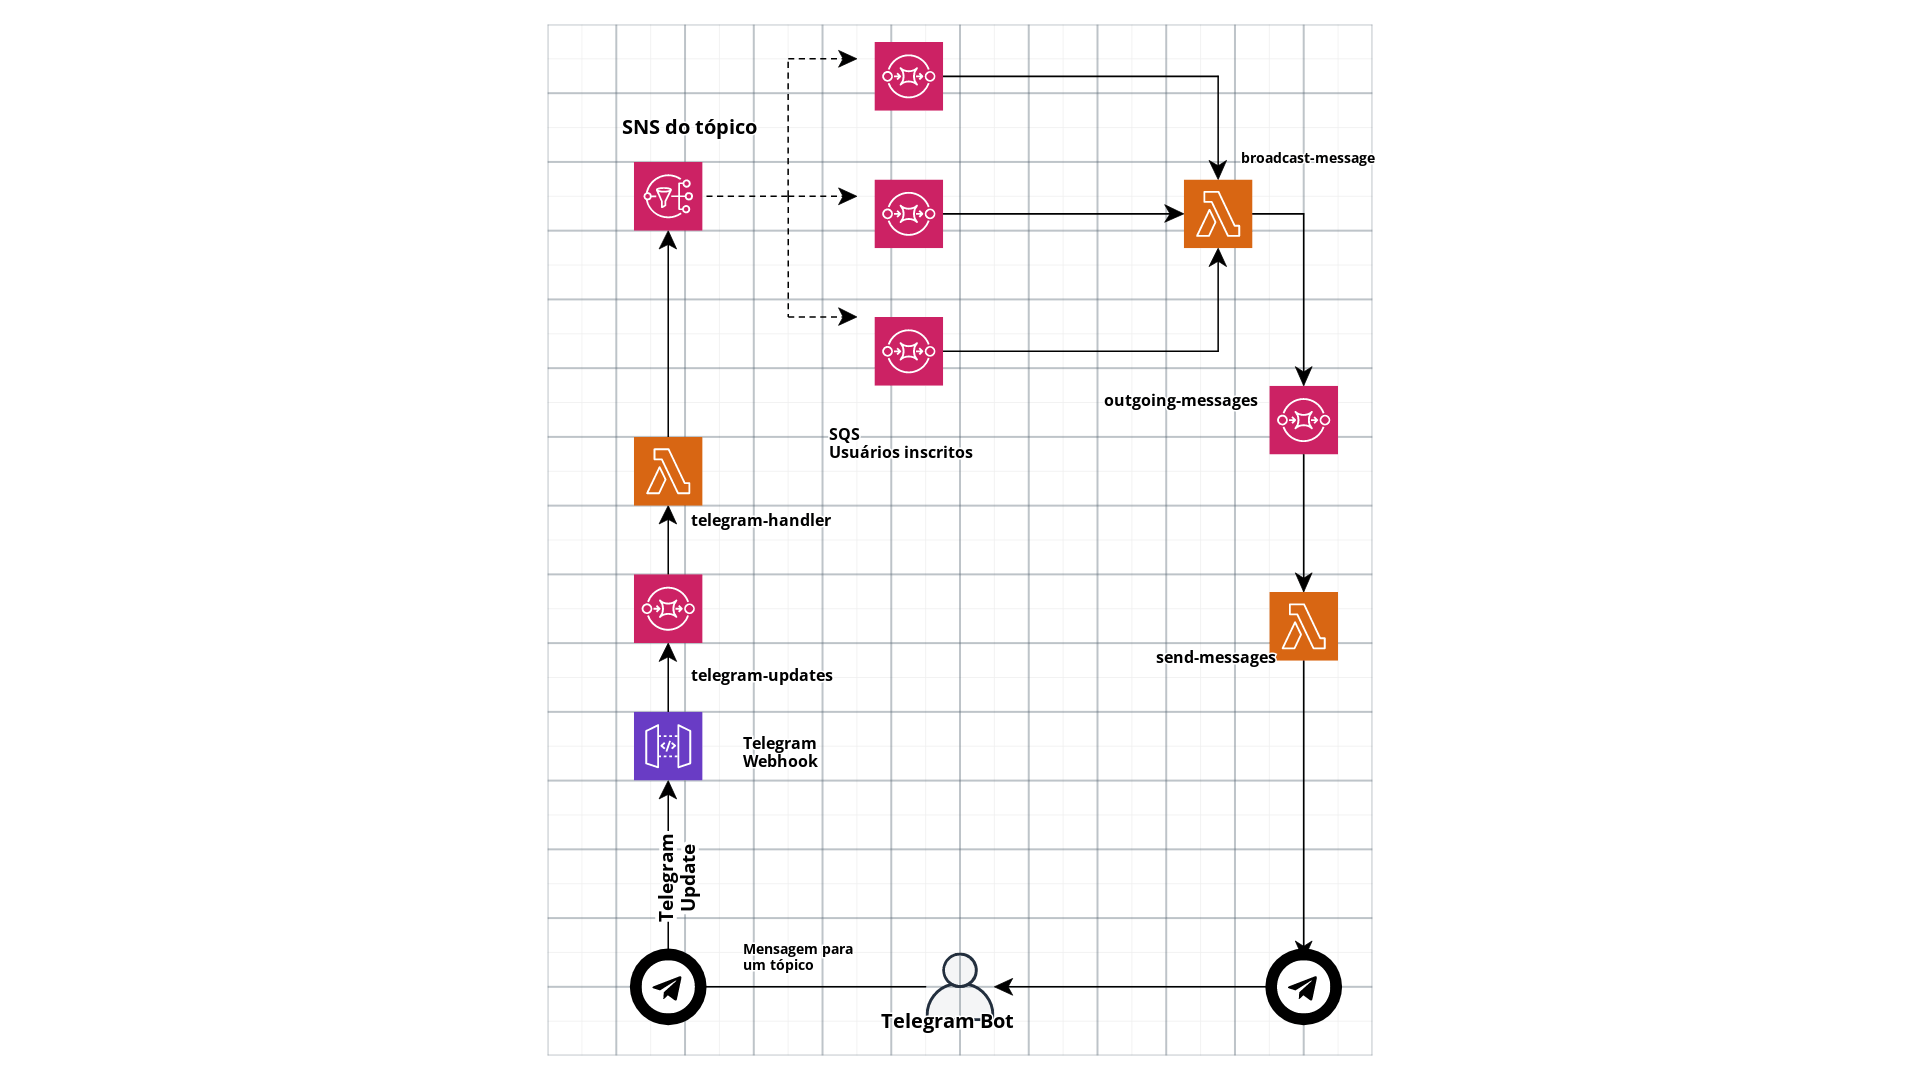 SNS do tópico
broadcast-message
outgoing-messages
SQS
Usuários inscritos
telegram-handler
send-messages
telegram-updates
Telegram
Webhook
Telegram
Update
Mensagem para
um tópico
Telegram Bot